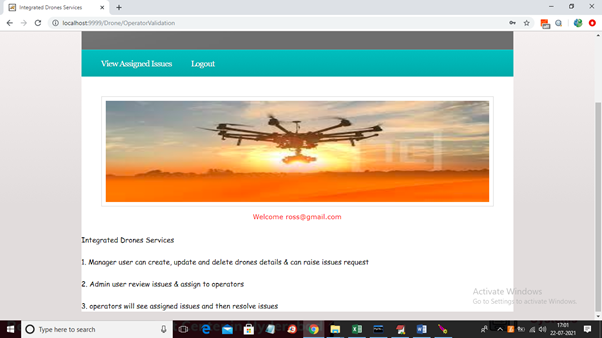 Integrated Drones Services
localhost:9999/Drone/OperatorValidation
View Assigned Issues Logout
Welcome ross@gmail.com
Integrated Drones Services
1. Manager user can create, update and delete drones details & can raise issues request
2. Admin user review issues & assign to operators
3. operators will see assigned issues and then resolve issues
Activate Windows
Go to Settings to activate Windows.
Type here to search
17:01
22-07-2021